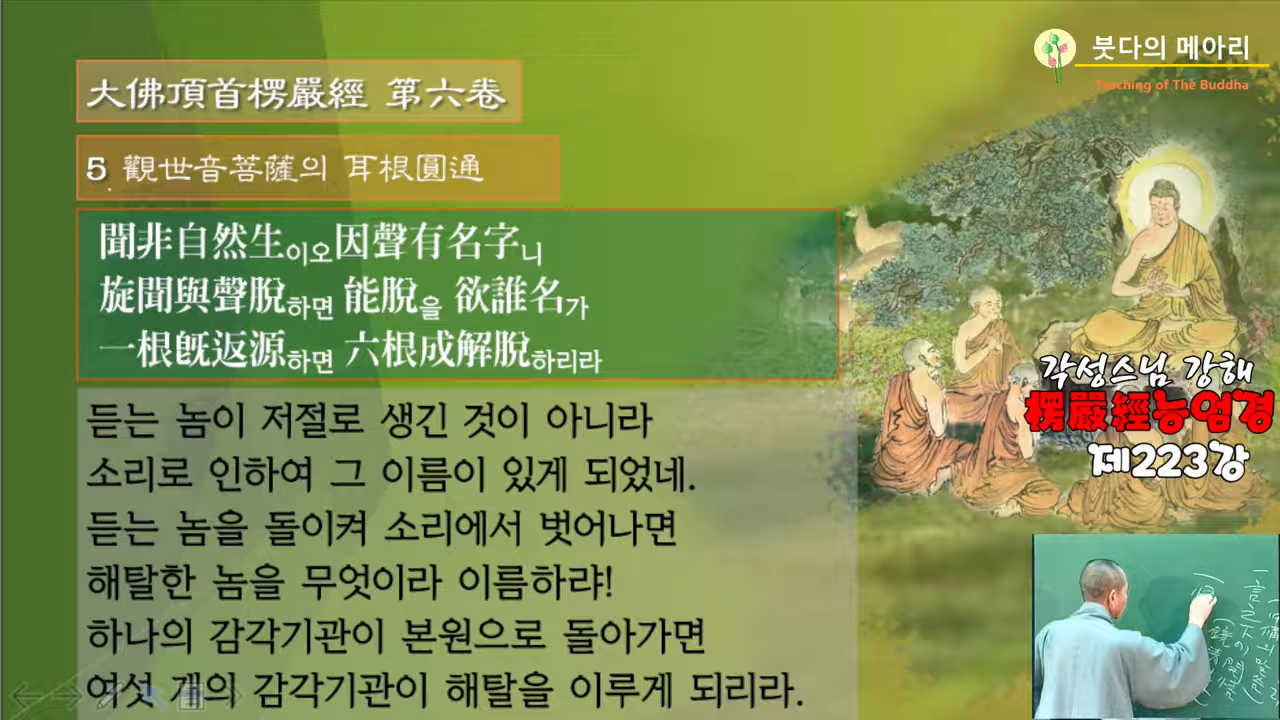 붓다의 메아리
Teaching of The Buddha
大佛頂首楞嚴經 第六卷
5. 觀世音菩薩의 耳根圓通
聞非自然生이오因聲有名字니
旋聞與聲脫하면 能脫을 欲誰名가
一根旣返源하면 六根成解脫하리라
듣는 놈이 저절로 생긴 것이 아니라
소리로 인하여 그 이름이 있게 되었네.
듣는 놈을 돌이켜 소리에서 벗어나면
해탈한 놈을 무엇이라 이름하랴!
하나의 감각기관이 본원으로 돌아가면
여섯 개의 감각기관이 해탈을 이루게 되리라.
각성스님 강해
楞嚴經능엄경
제223강